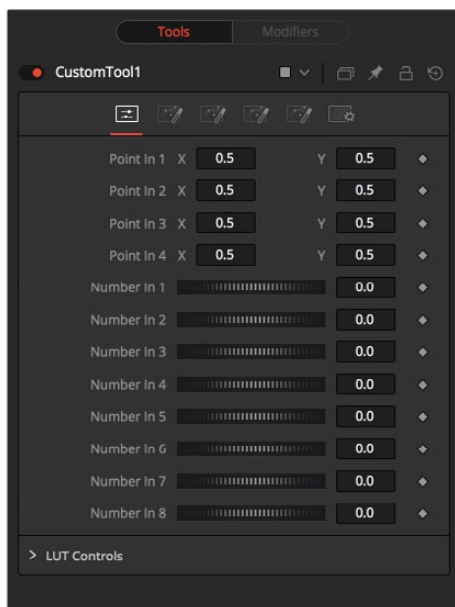 Tools Modifiers
CustomTool1
Point In 1 X 0.5 Y 0.5
Point In 2 X 0.5 Y 0.5
Point In 3 X 0.5 Y 0.5
Point In 4 X 0.5 Y 0.5
Number In 1 0.0
Number In 2 0.0
Number In 3 0.0
Number In 4 0.0
Number In 5 0.0
Number In 6 0.0
Number In 7 0.0
Number In 8 0.0
LUT Controls